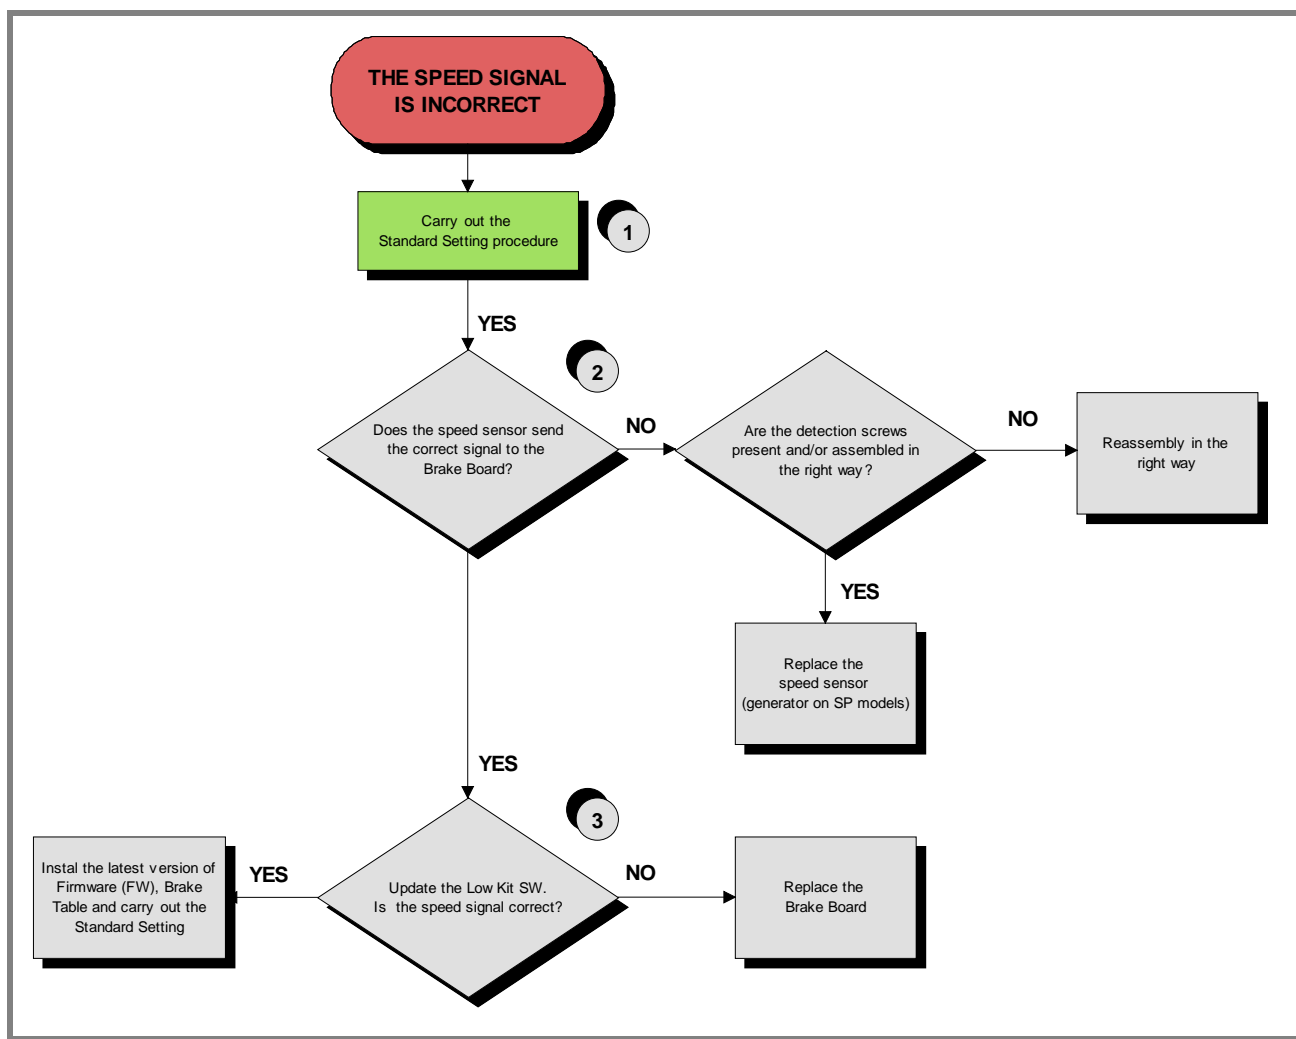 THE SPEED SIGNAL
IS INCORRECT
Carry out the
Standard Setting procedure
1
YES
2
Does the speed sensor send
the correct signal to the
Brake Board?
NO
Are the detection screws
present and/or assembled in
the right way?
NO
Reassembly in the
right way
YES
Replace the
speed sensor
(generator on SP models)
YES
3
Update the Low Kit SW.
Is the speed signal correct?
YES
Instal the latest version of
Firmware (FW), Brake
Table and carry out the
Standard Setting
NO
Replace the
Brake Board